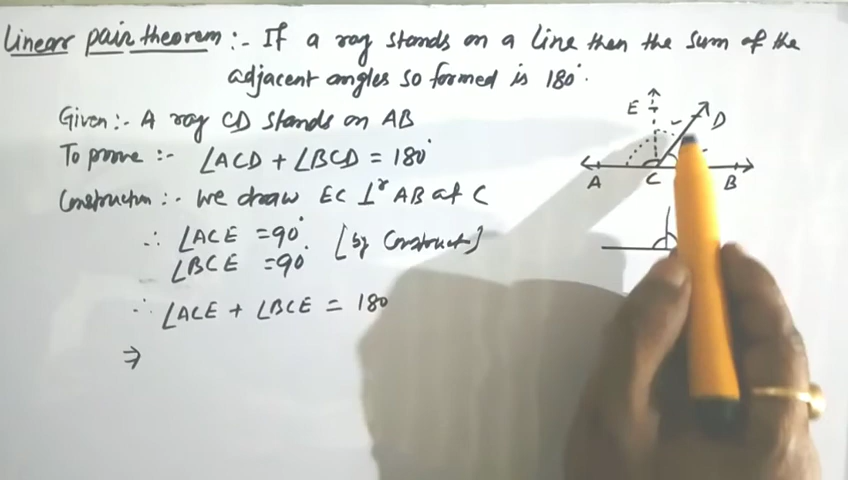 Linear pair theorem :- If a ray stands on a line then the sum of the
adjacent angles so formed is 180°.
Given :- A ray CD stands on AB
To prove :- ∠ACD + ∠BCD = 180°
Construction :- We draw EC ⊥r AB at C
∴ ∠ACE = 90° [by Construct]
∠BCE = 90°
∴ ∠ACE + ∠BCE = 180
⇒
E
D
A
C
B